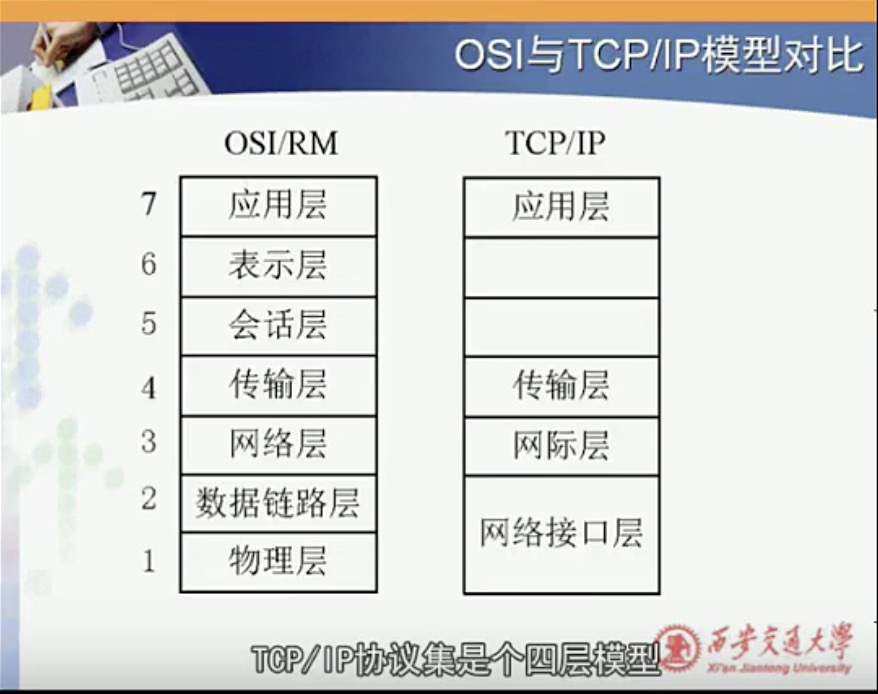 OSI与TCP/IP模型对比
OSI/RM TCP/IP
7 应用层 应用层
6 表示层
5 会话层
4 传输层 传输层
3 网络层 网际层
2 数据链路层 网络接口层
1 物理层
TCP/IP协议集是个四层模型
西安交通大學
Xi'an Jiaotong University